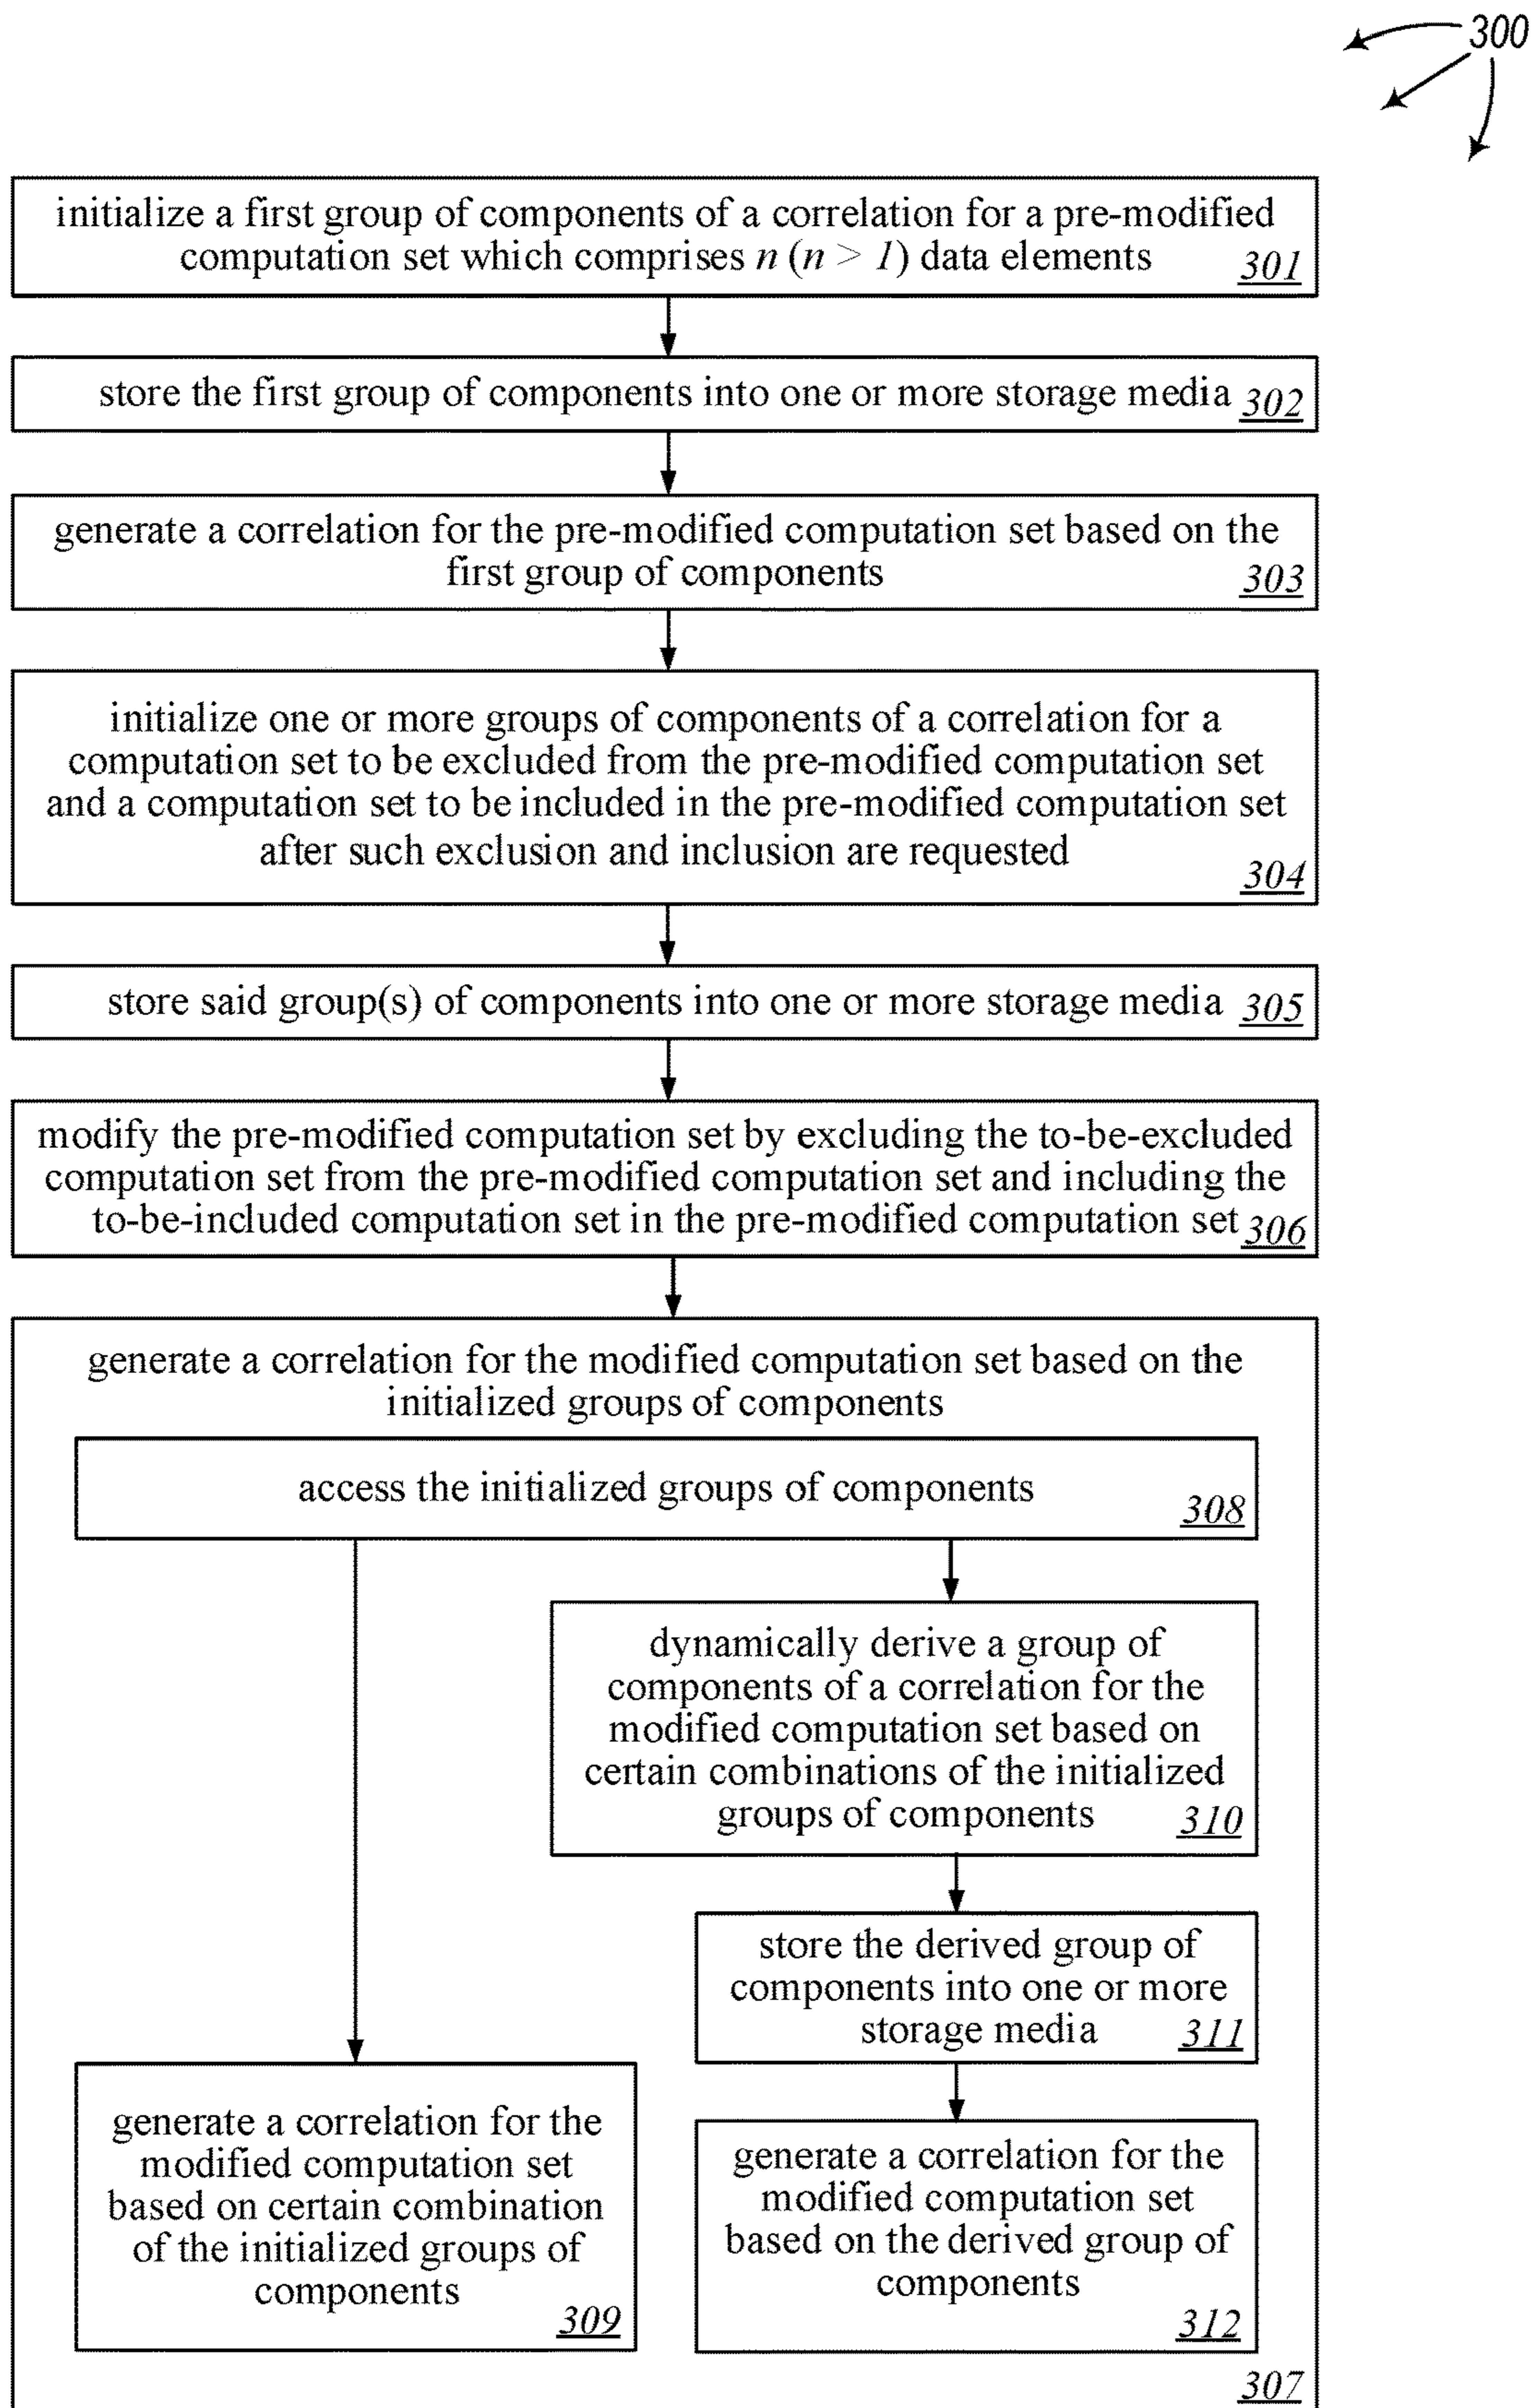 300
initialize a first group of components of a correlation for a pre-modified
computation set which comprises n (n > 1) data elements 301
store the first group of components into one or more storage media 302
generate a correlation for the pre-modified computation set based on the
first group of components 303
initialize one or more groups of components of a correlation for a
computation set to be excluded from the pre-modified computation set
and a computation set to be included in the pre-modified computation set
after such exclusion and inclusion are requested
304
store said group(s) of components into one or more storage media 305
modify the pre-modified computation set by excluding the to-be-excluded
computation set from the pre-modified computation set and including the
to-be-included computation set in the pre-modified computation set 306
generate a correlation for the modified computation set based on the
initialized groups of components
access the initialized groups of components
308
dynamically derive a group of
components of a correlation for the
modified computation set based on
certain combinations of the initialized
groups of components 310
store the derived group of
components into one or more
storage media 311
generate a correlation for the
modified computation set
based on certain combination
of the initialized groups of
components
309
generate a correlation for the
modified computation set
based on the derived group of
components
312
307